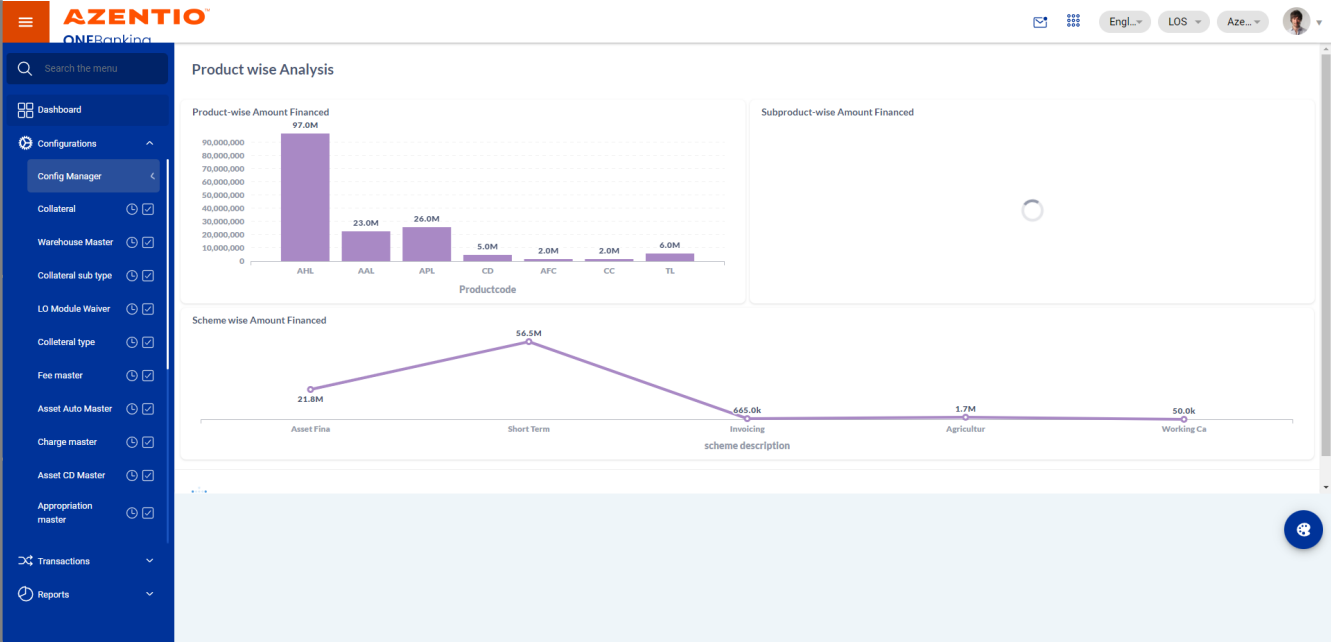 AZENTIO
ONEBanking
Engl...
LOS
Aze...
Search the menu
Dashboard
Configurations
Config Manager
Collateral
Warehouse Master
Collateral sub type
LO Module Waiver
Colleteral type
Fee master
Asset Auto Master
Charge master
Asset CD Master
Appropriation
master
Transactions
Reports
Product wise Analysis
Product-wise Amount Financed
97.0M
90,000,000
80,000,000
70,000,000
60,000,000
50,000,000
40,000,000
30,000,000
20,000,000
10,000,000
0
23.0M
26.0M
5.0M
2.0M
2.0M
6.0M
AHL AAL APL CD AFC CC TL
Productcode
Subproduct-wise Amount Financed
Scheme wise Amount Financed
56.5M
21.8M
665.0k
1.7M
50.0k
Asset Fina Short Term Invoicing Agricultur Working Ca
scheme description